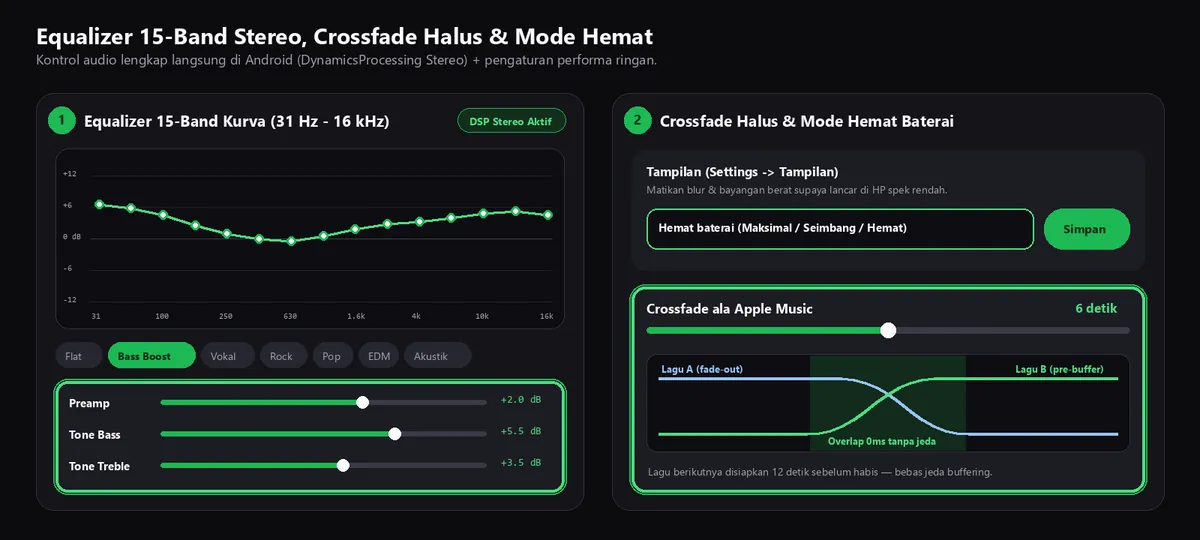 Equalizer 15-Band Stereo, Crossfade Halus & Mode Hemat
Kontrol audio lengkap langsung di Android (DynamicsProcessing Stereo) + pengaturan performa ringan.
1
Equalizer 15-Band Kurva (31 Hz - 16 kHz)
DSP Stereo Aktif
+12
+6
0 dB
-6
-12
31 100 250 630 1.6k 4k 10k 16k
Flat Bass Boost Vokal Rock Pop EDM Akustik
Preamp +2.0 dB
Tone Bass +5.5 dB
Tone Treble +3.5 dB
2
Crossfade Halus & Mode Hemat Baterai
Tampilan (Settings -> Tampilan)
Matikan blur & bayangan berat supaya lancar di HP spek rendah.
Hemat baterai (Maksimal / Seimbang / Hemat)
Simpan
Crossfade ala Apple Music
6 detik
Lagu A (fade-out)
Lagu B (pre-buffer)
Overlap 0ms tanpa jeda
Lagu berikutnya disiapkan 12 detik sebelum habis — bebas jeda buffering.